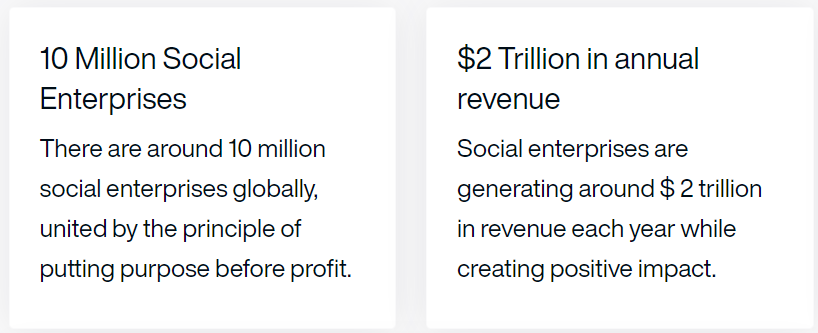 10 Million Social
Enterprises
There are around 10 million
social enterprises globally,
united by the principle of
putting purpose before profit.
$2 Trillion in annual
revenue
Social enterprises are
generating around $ 2 trillion
in revenue each year while
creating positive impact.